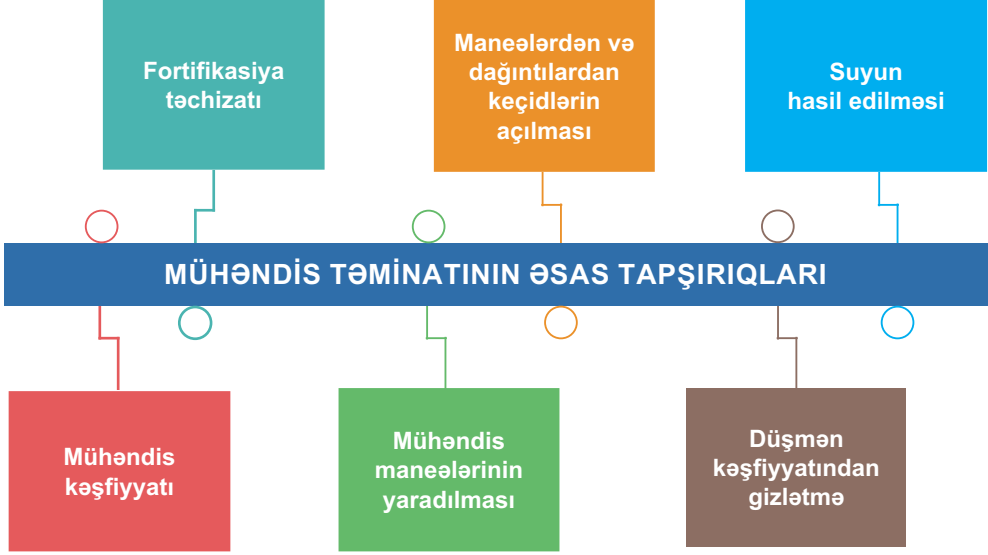 Fortifikasiya
təchizatı
Maneələrdən və
dağıntılardan
keçidlərin
açılması
Suyun
hasil edilməsi
MÜHƏNDİS TƏMİNATININ ƏSAS TAPŞIRIQLARI
Mühəndis
kəşfiyyatı
Mühəndis
maneələrinin
yaradılması
Düşmən
kəşfiyyatından
gizlətmə